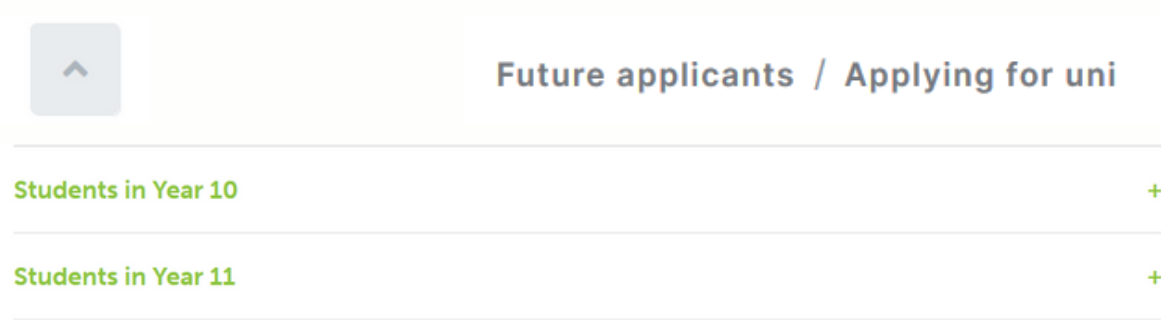 Future applicants / Applying for uni
Students in Year 10 +
Students in Year 11 +